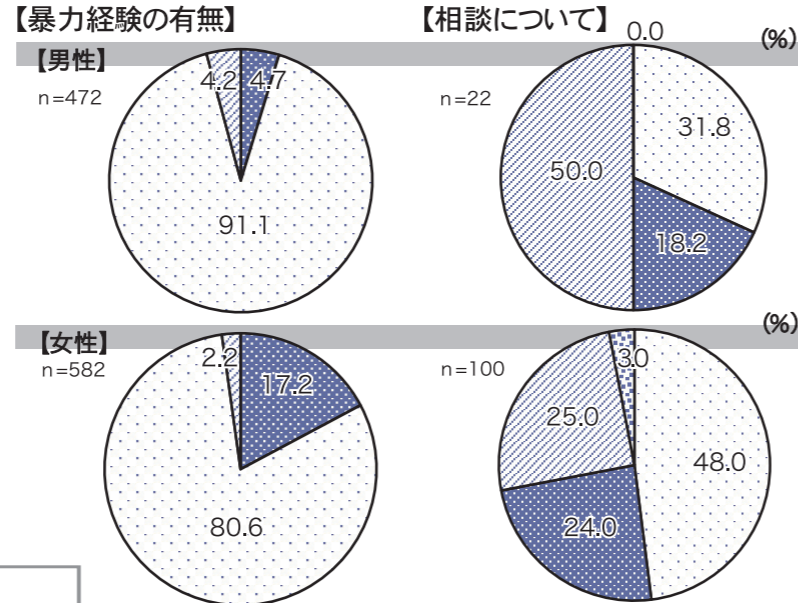 【暴力経験の有無】
【相談について】
(%)
【男性】
n=472
4.2
4.7
91.1
n=22
0.0
31.8
18.2
50.0
(%)
【女性】
n=582
2.2
17.2
80.6
n=100
3.0
48.0
24.0
25.0